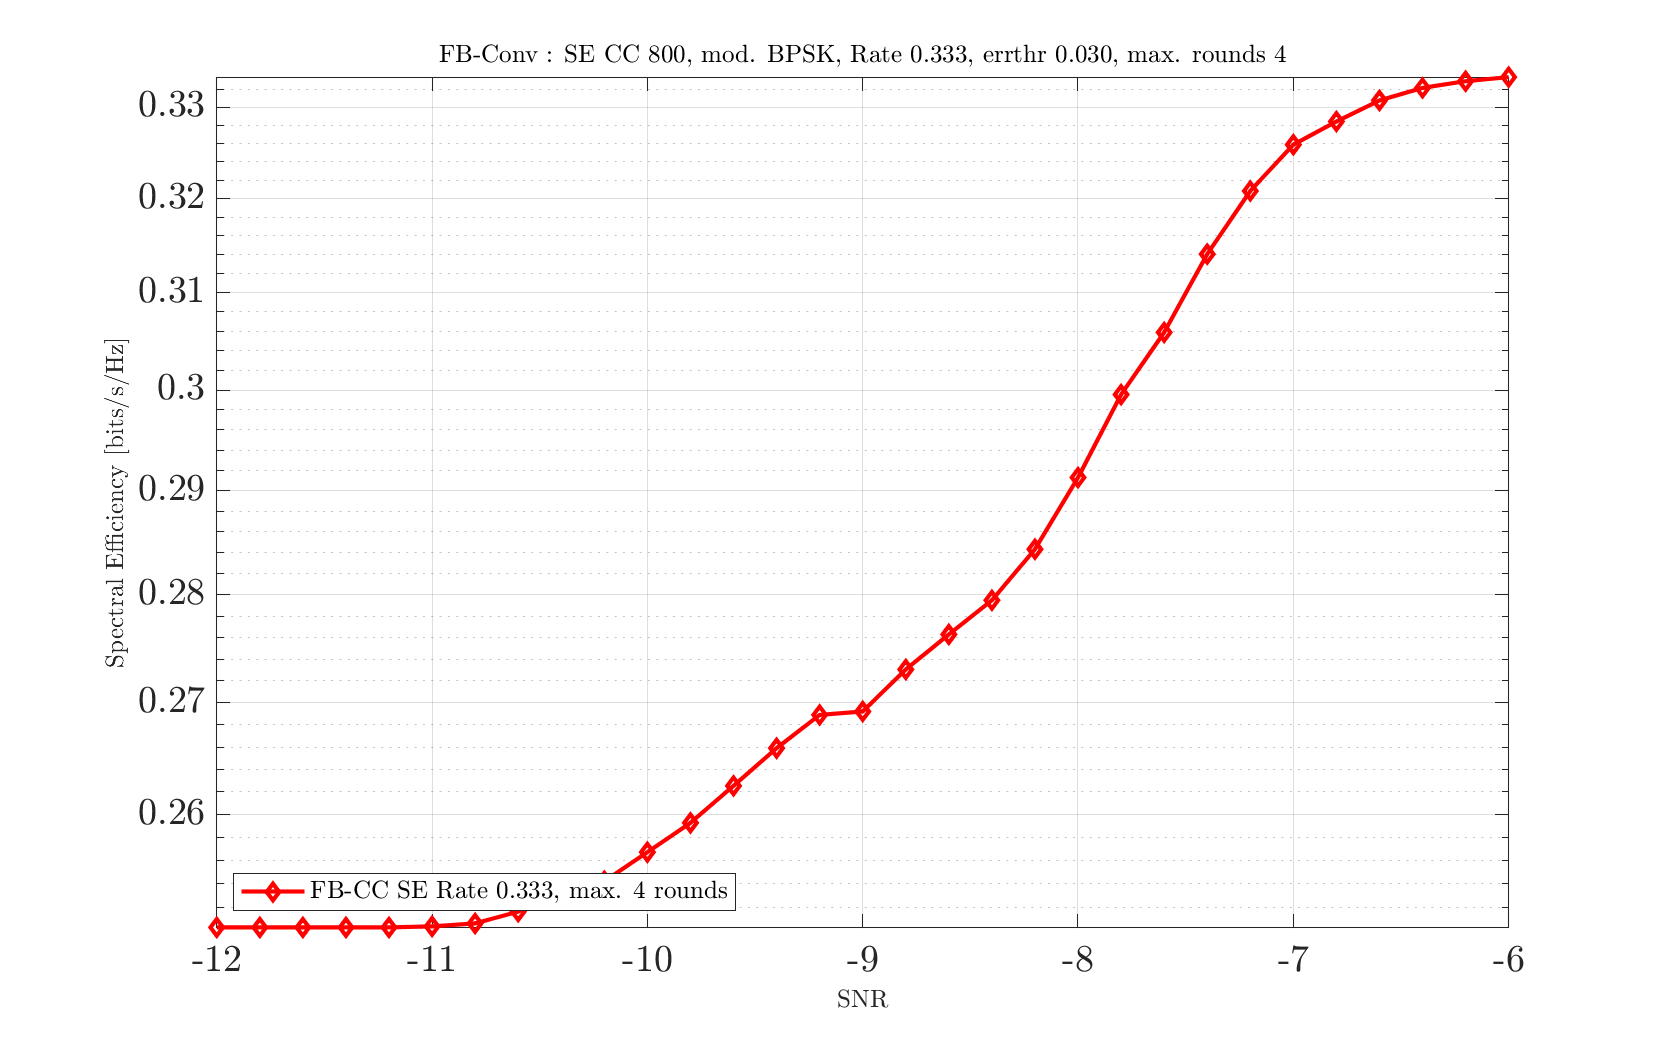 FB-Conv : SE CC 800, mod. BPSK, Rate 0.333, errthr 0.030, max. rounds 4
Spectral Efficiency [bits/s/Hz]
0.33
0.32
0.31
0.3
0.29
0.28
0.27
0.26
FB-CC SE Rate 0.333, max. 4 rounds
-12 -11 -10 -9 -8 -7 -6
SNR